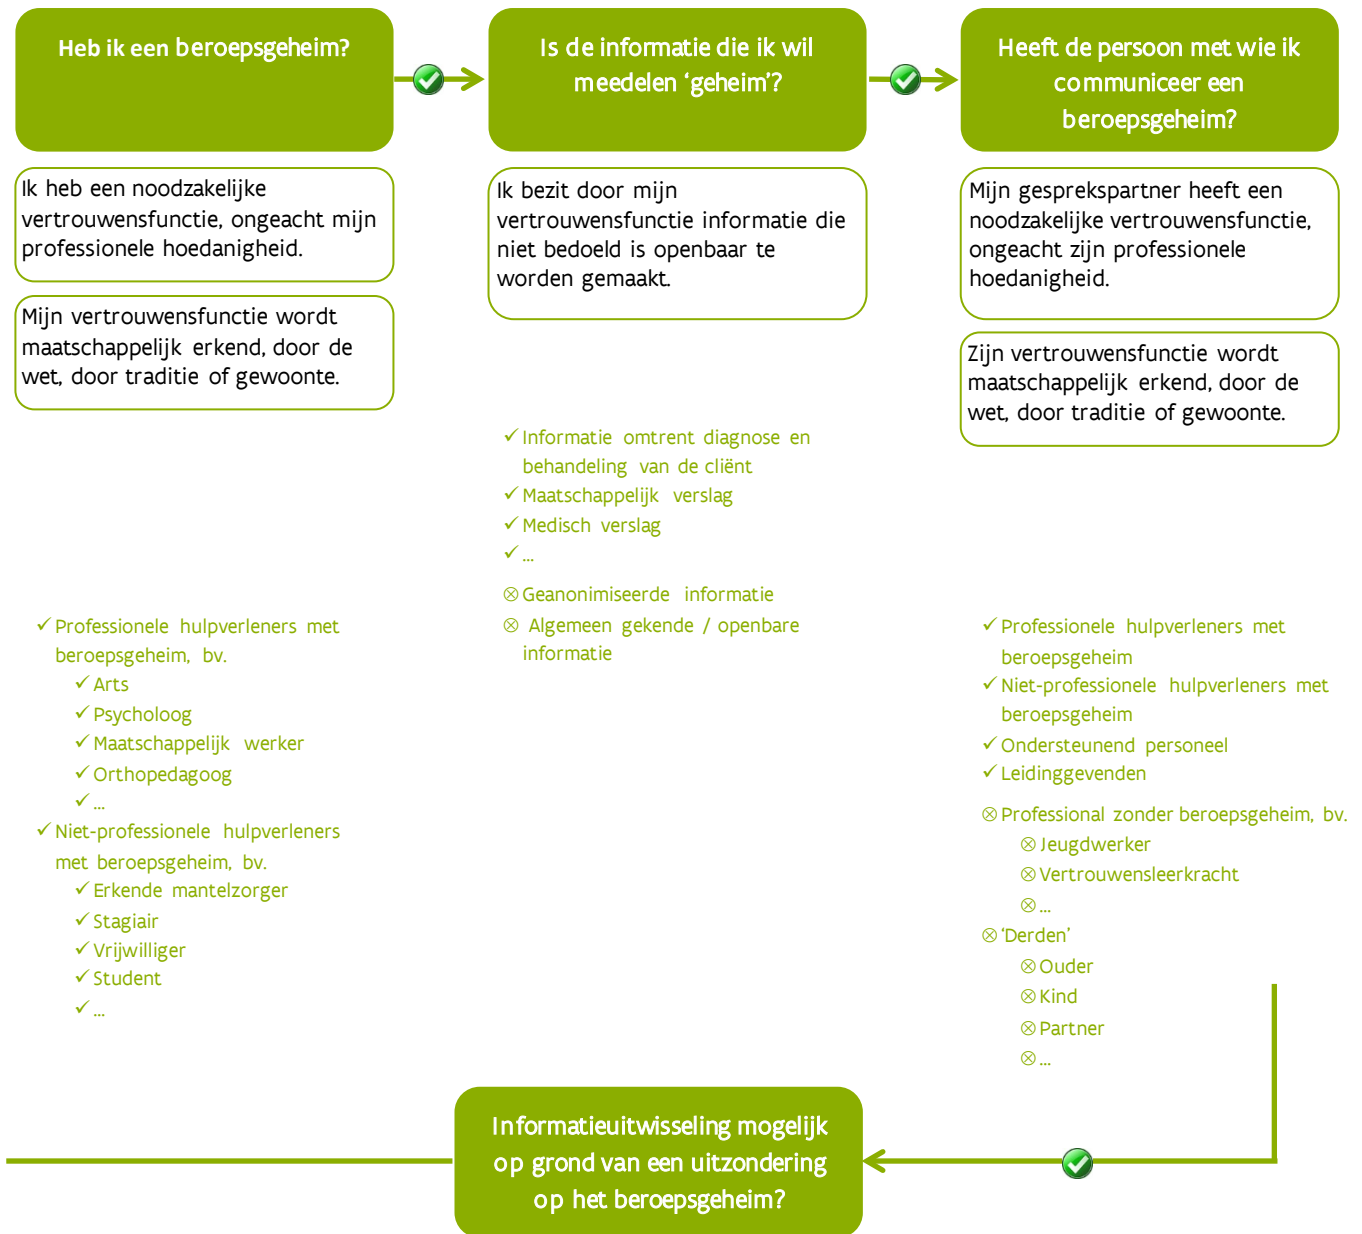 Heb ik een beroepsgeheim?
Ik heb een noodzakelijke
vertrouwensfunctie, ongeacht mijn
professionele hoedanigheid.
Mijn vertrouwensfunctie wordt
maatschappelijk erkend, door de
wet, door traditie of gewoonte.
✓ Professionele hulpverleners met
beroepsgeheim, bv.
✓ Arts
✓ Psycholoog
✓ Maatschappelijk werker
✓ Orthopedagoog
✓ ...
✓ Niet-professionele hulpverleners
met beroepsgeheim, bv.
✓ Erkende mantelzorger
✓ Stagiair
✓ Vrijwilliger
✓ Student
✓ ...
Is de informatie die ik wil
meedelen ‘geheim’?
Ik bezit door mijn
vertrouwensfunctie informatie die
niet bedoeld is openbaar te
worden gemaakt.
✓ Informatie omtrent diagnose en
behandeling van de cliënt
✓ Maatschappelijk verslag
✓ Medisch verslag
✓ ...
⊗ Geanonimiseerde informatie
⊗ Algemeen gekende / openbare
informatie
Heeft de persoon met wie ik
communiceer een
beroepsgeheim?
Mijn gesprekspartner heeft een
noodzakelijke vertrouwensfunctie,
ongeacht zijn professionele
hoedanigheid.
Zijn vertrouwensfunctie wordt
maatschappelijk erkend, door de
wet, door traditie of gewoonte.
✓ Professionele hulpverleners met
beroepsgeheim
✓ Niet-professionele hulpverleners met
beroepsgeheim
✓ Ondersteunend personeel
✓ Leidinggevenden
⊗ Professional zonder beroepsgeheim, bv.
⊗ Jeugdwerker
⊗ Vertrouwensleerkracht
⊗ ...
⊗ ‘Derden’
⊗ Ouder
⊗ Kind
⊗ Partner
⊗ ...
Informatieuitwisseling mogelijk
op grond van een uitzondering
op het beroepsgeheim?